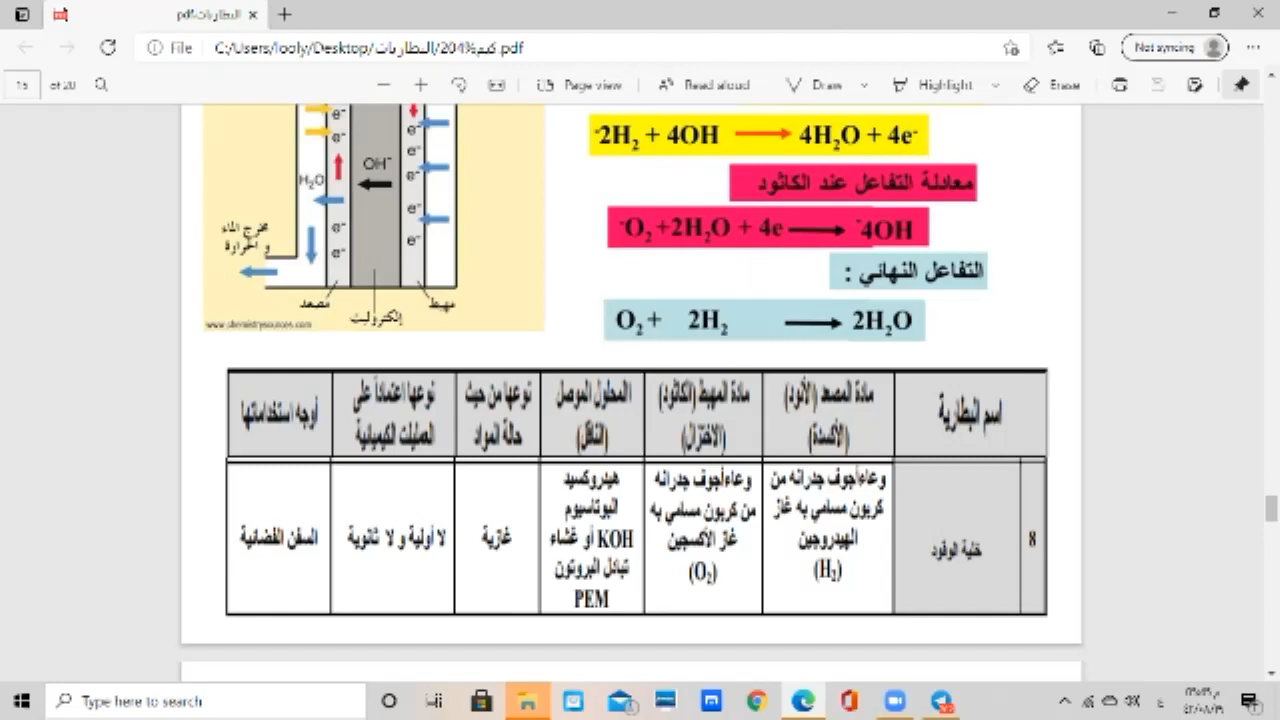 البطاريات.pdf
File
C:/Users/looly/Desktop/البطاريات/204%كيم.pdf
Not syncing
15 of 20
Page view
Read aloud
Draw
Highlight
Erase
e-
e-
e-
e-
e-
OH-
H2O
e-
e-
e-
e-
مخرج الماء
و الحرارة
مصعد
إلكتروليت
مهبط
www.chemistrysources.com
-2H2 + 4OH → 4H2O + 4e-
معادلة التفاعل عند الكاثود
-O2 +2H2O + 4e → -4OH
التفاعل النهائي :
O2 + 2H2 → 2H2O
اسم البطارية
مادة المصعد (الأنود)
(الأكسدة)
مادة المهبط (الكاثود)
(الاختزال)
المحلول الموصل
(الناقل)
نوعها من حيث
حالة المواد
نوعها اعتماداً على
العمليات الكيميائية
أوجه استخداماتها
8
خلية الوقود
وعاء أجوف جدرانه من
كربون مسامي به غاز
الهيدروجين
(H2)
وعاء أجوف جدرانه
من كربون مسامي به
غاز الأكسجين
(O2)
هيدروكسيد
البوتاسيوم
KOH أو غشاء
تبادل البروتون
PEM
غازية
لا أولية و لا ثانوية
السفن الفضائية
Type here to search